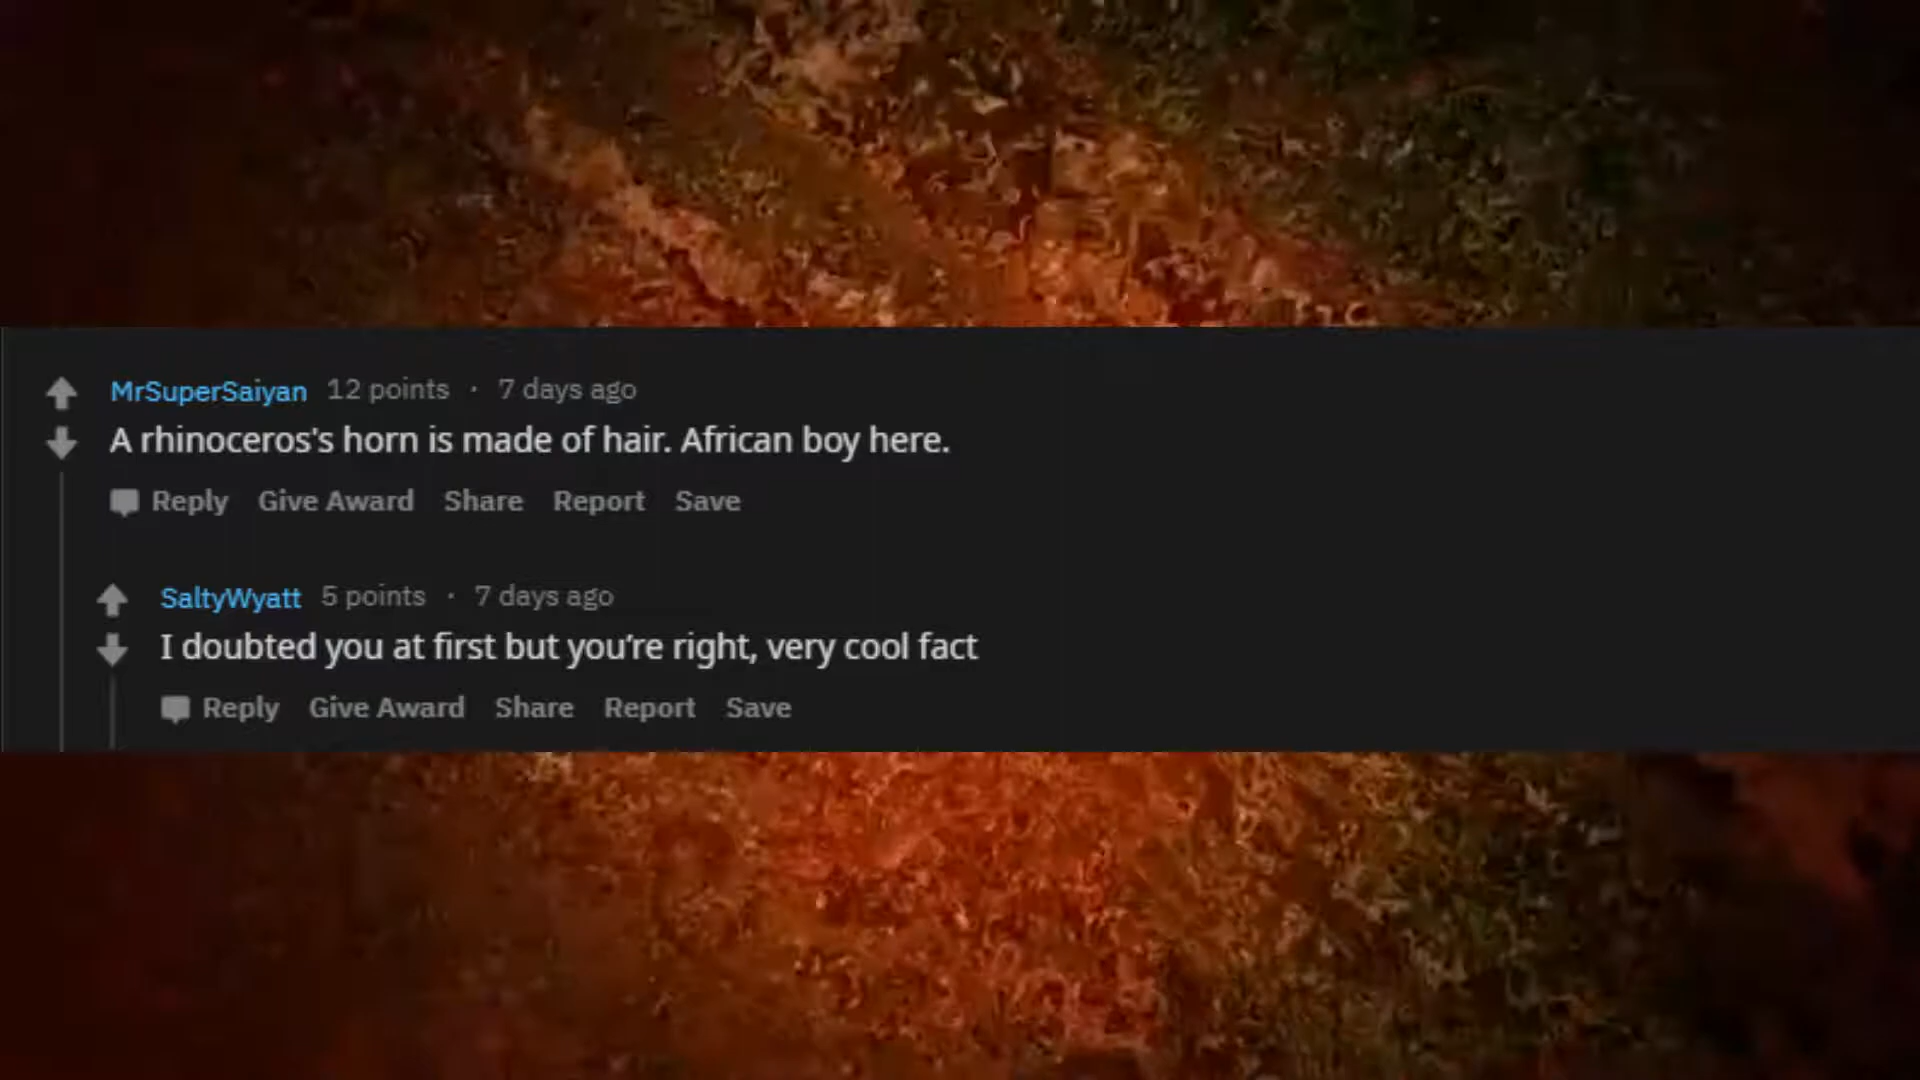 MrSuperSaiyan 12 points · 7 days ago
A rhinoceros's horn is made of hair. African boy here.
Reply Give Award Share Report Save
SaltyWyatt 5 points · 7 days ago
I doubted you at first but you’re right, very cool fact
Reply Give Award Share Report Save